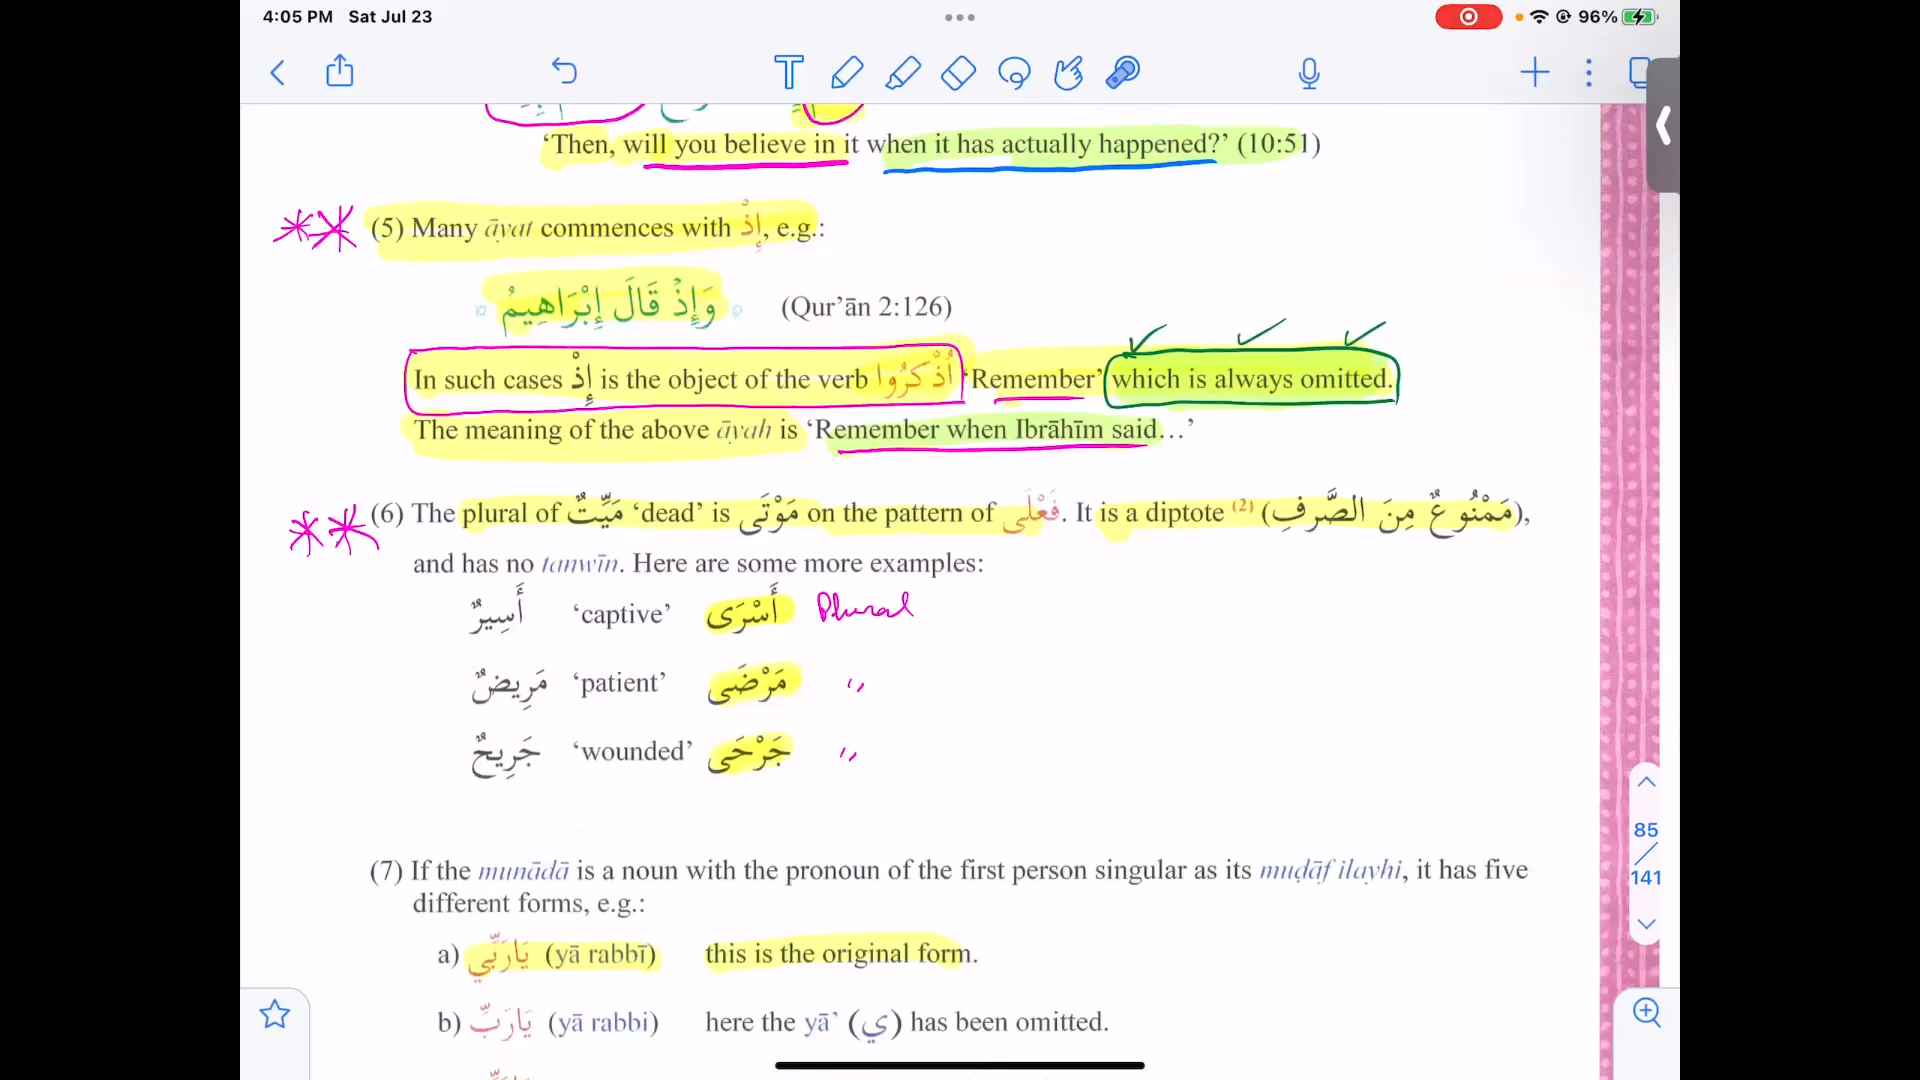 4:05 PM Sat Jul 23
96%
‘Then, will you believe in it when it has actually happened?’ (10:51)
(5) Many āyat commences with إِذْ, e.g.:
وَإِذْ قَالَ إِبْرَاهِيمُ (Qur’ān 2:126)
In such cases إِذْ is the object of the verb اُذْكُرُوا ‘Remember’ which is always omitted.
The meaning of the above āyah is ‘Remember when Ibrāhīm said…’
(6) The plural of مَيِّتٌ ‘dead’ is مَوْتَى on the pattern of فَعْلَى. It is a diptote (2) (مَمْنُوعٌ مِنَ الصَّرفِ),
and has no tanwīn. Here are some more examples:
أَسِيرٌ ‘captive’ أَسْرَى Plural
مَرِيضٌ ‘patient’ مَرْضَى "
جَرِيحٌ ‘wounded’ جَرْحَى "
(7) If the munādā is a noun with the pronoun of the first person singular as its muḍāf ilayhi, it has five
different forms, e.g.:
a) يَارَبِّي (yā rabbī) this is the original form.
b) يَارَبِّ (yā rabbi) here the yā’ (ي) has been omitted.
85
141